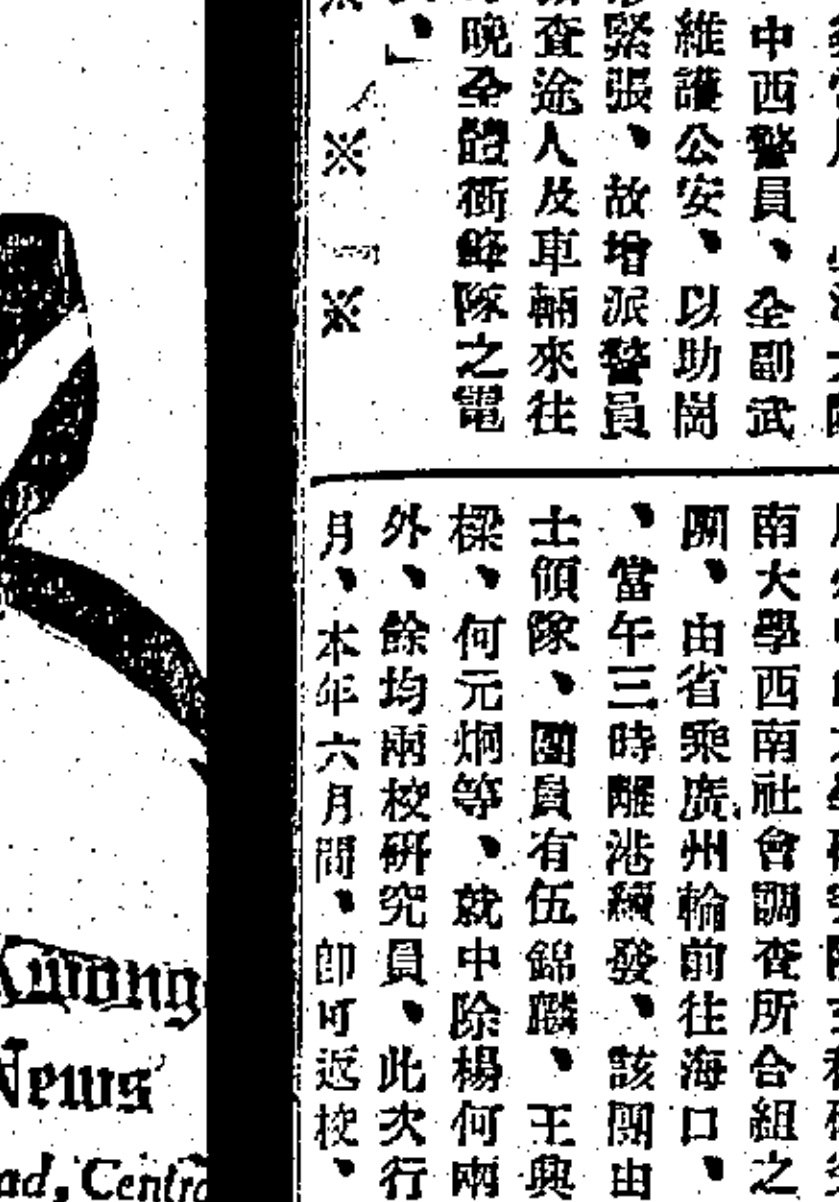 中西警員、全副武
維護公安、以助崗
緊張、故增派警員
查途人及車輛來往
晚全體衝鋒隊之電
、」
※
※
南大學西南社會調查所合組之
團、由省乘廣州輪前往海口、
、當午三時離港續發、該團由
士領隊、團員有伍錦麟、王興
樑、何元炯等、就中除楊何兩
外、餘均兩校研究員、此次行
月、本年六月間、卽可返校、
Kwong
News
ad, Centra